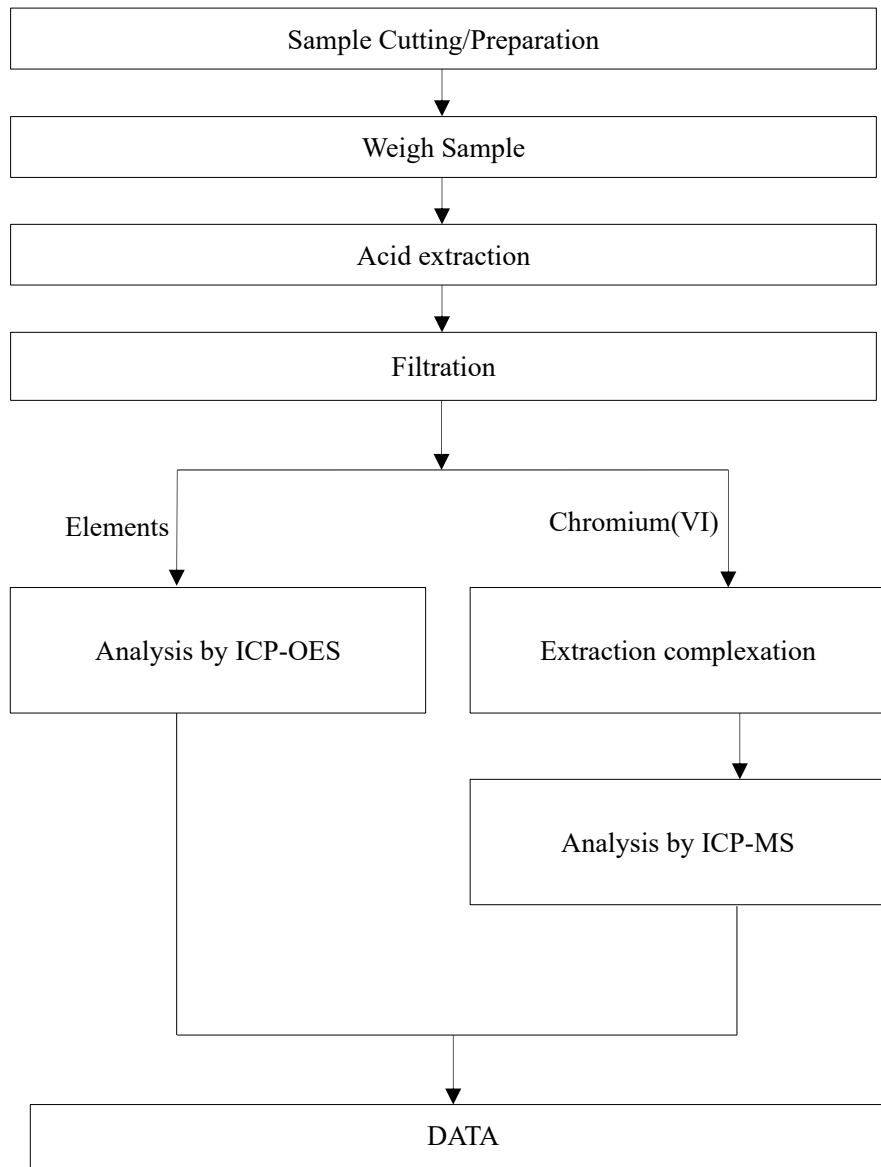 Sample Cutting/Preparation
Weigh Sample
Acid extraction
Filtration
Elements
Chromium(VI)
Analysis by ICP-OES
Extraction complexation
Analysis by ICP-MS
DATA